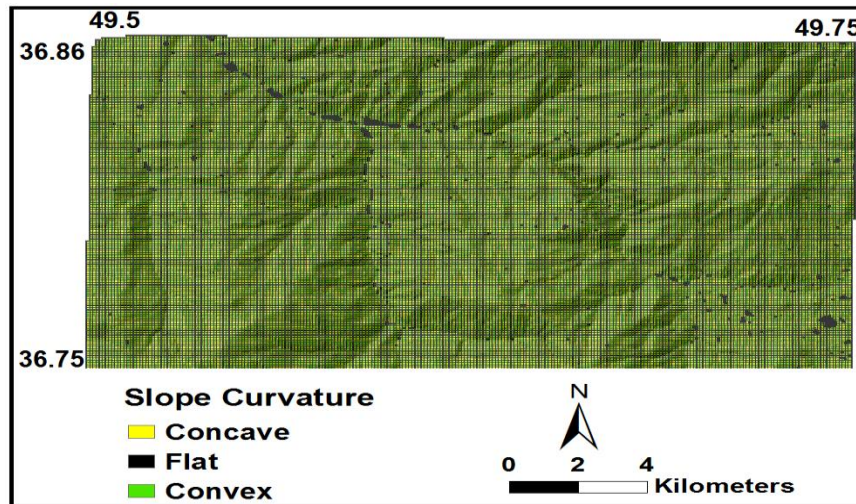 49.5
49.75
36.86
36.75
Slope Curvature
Concave
Flat
Convex
N
0 2 4
Kilometers